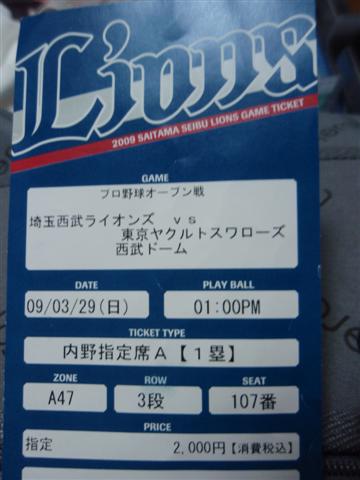 Lions
2009 SAITAMA SEIBU LIONS GAME TICKET
GAME
プロ野球オープン戦
埼玉西武ライオンズ ｖｓ
東京ヤクルトスワローズ
西武ドーム
DATE
PLAY BALL
09/03/29(日)
01:00PM
TICKET TYPE
内野指定席Ａ【１塁】
ZONE
ROW
SEAT
A47
3段
107番
PRICE
指定
2,000円【消費税込】